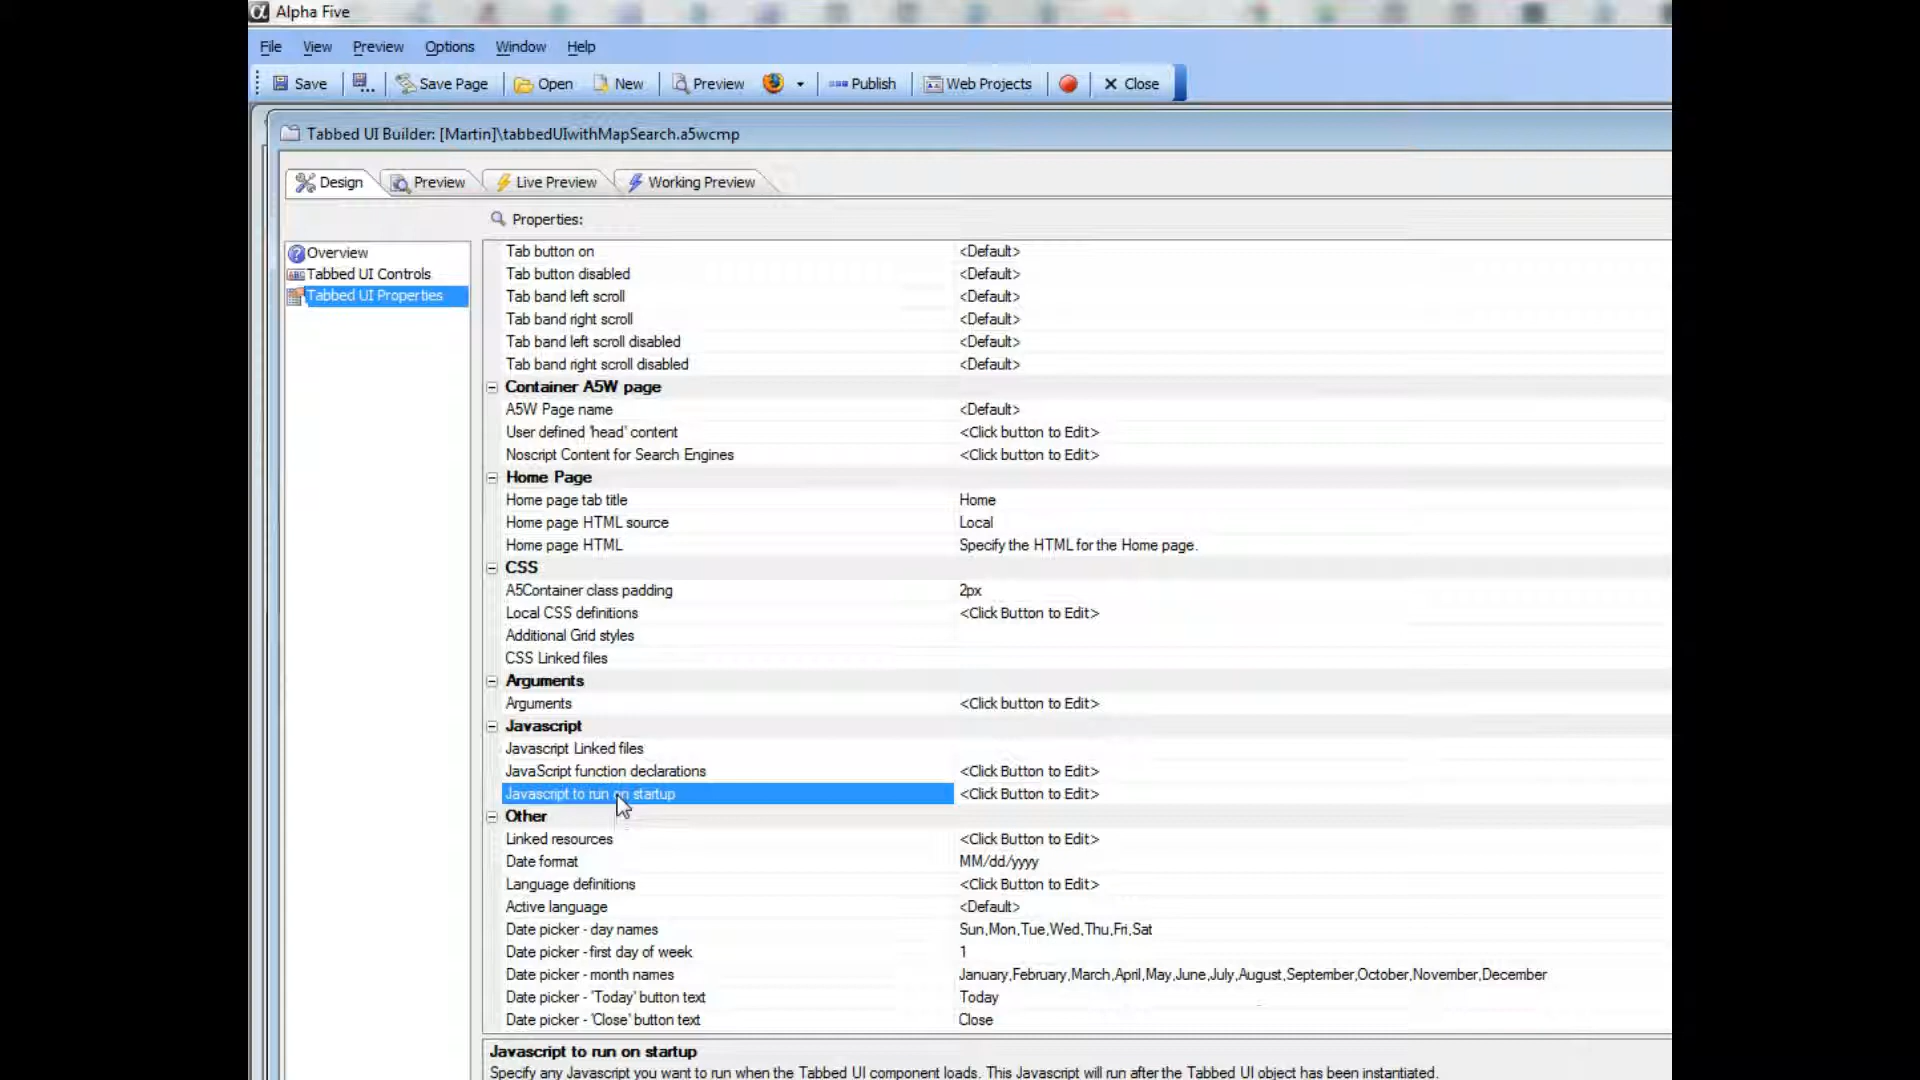 Alpha Five
File View Preview Options Window Help
Save Save Page Open New Preview Publish Web Projects Close
Tabbed UI Builder: [Martin]\tabbedUIwithMapSearch.a5wcmp
Design Preview Live Preview Working Preview
Properties:
Overview
Tabbed UI Controls
Tabbed UI Properties
Tab button on <Default>
Tab button disabled <Default>
Tab band left scroll <Default>
Tab band right scroll <Default>
Tab band left scroll disabled <Default>
Tab band right scroll disabled <Default>
Container A5W page
A5W Page name <Default>
User defined 'head' content <Click button to Edit>
Noscript Content for Search Engines <Click button to Edit>
Home Page
Home page tab title Home
Home page HTML source Local
Home page HTML Specify the HTML for the Home page.
CSS
A5Container class padding 2px
Local CSS definitions <Click Button to Edit>
Additional Grid styles
CSS Linked files
Arguments
Arguments <Click button to Edit>
Javascript
Javascript Linked files
JavaScript function declarations <Click Button to Edit>
Javascript to run on startup <Click Button to Edit>
Other
Linked resources <Click Button to Edit>
Date format MM/dd/yyyy
Language definitions <Click Button to Edit>
Active language <Default>
Date picker - day names Sun,Mon,Tue,Wed,Thu,Fri,Sat
Date picker - first day of week 1
Date picker - month names January,February,March,April,May,June,July,August,September,October,November,December
Date picker - 'Today' button text Today
Date picker - 'Close' button text Close
Javascript to run on startup
Specify any Javascript you want to run when the Tabbed UI component loads. This Javascript will run after the Tabbed UI object has been instantiated.